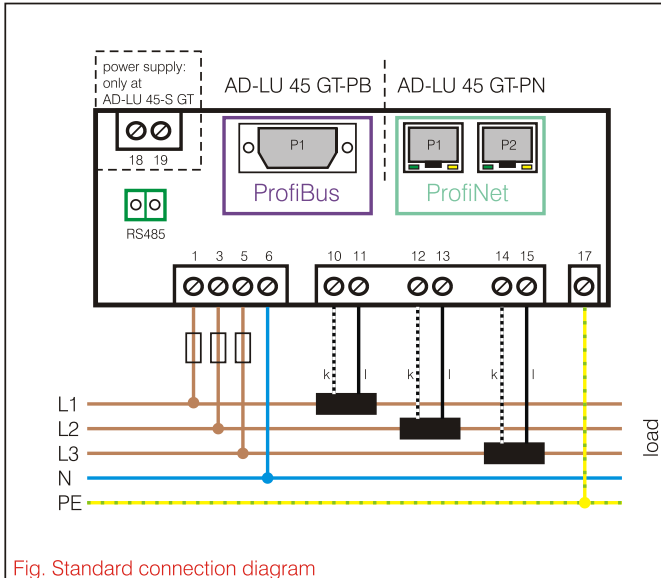 power supply:
only at
AD-LU 45-S GT
AD-LU 45 GT-PB
AD-LU 45 GT-PN
18 19
P1
P1
P2
ProfiBus
ProfiNet
RS485
1 3 5 6 10 11 12 13 14 15 17
k l k l k l
L1
L2
L3
N
PE
load
Fig. Standard connection diagram